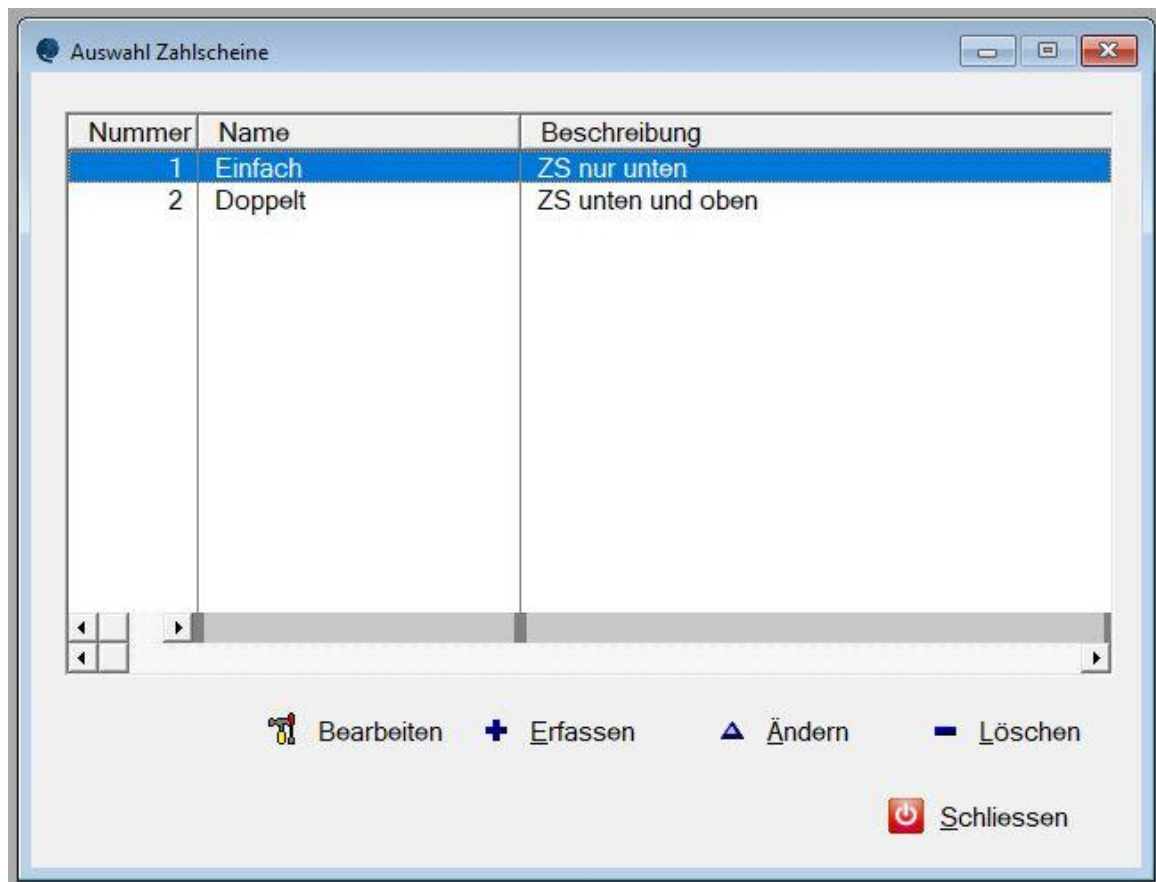 Auswahl Zahlscheine
Nummer Name Beschreibung
1 Einfach ZS nur unten
2 Doppelt ZS unten und oben
Bearbeiten Erfassen Ändern Löschen
Schliessen